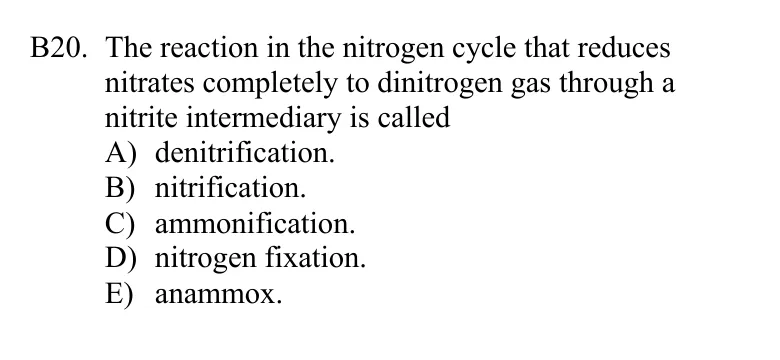 B20. The reaction in the nitrogen cycle that reduces
nitrates completely to dinitrogen gas through a
nitrite intermediary is called
A) denitrification.
B) nitrification.
C) ammonification.
D) nitrogen fixation.
E) anammox.